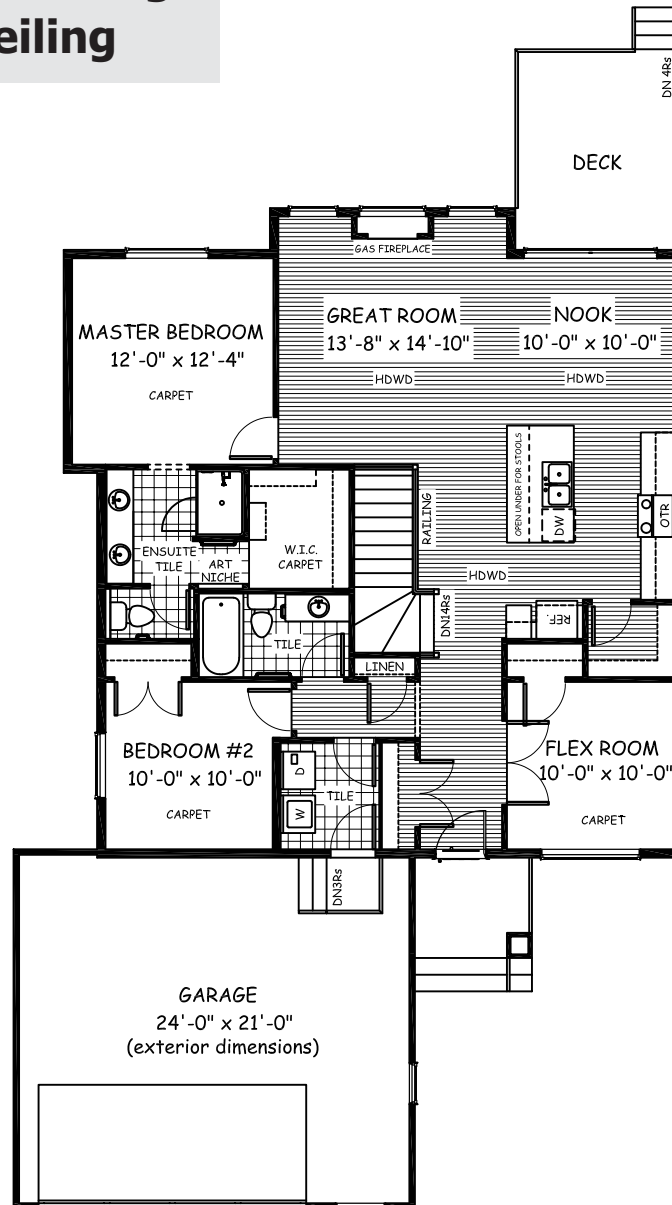 eiling
DN 4Rs
DECK
GAS FIREPLACE
MASTER BEDROOM
12'-0" x 12'-4"
CARPET
GREAT ROOM
13'-8" x 14'-10"
HDWD
NOOK
10'-0" x 10'-0"
HDWD
OPEN UNDER FOR STOOLS
DW
OTR
RAILING
ENSUITE
TILE
ART
NICHE
W.I.C.
CARPET
HDWD
DN14Rs
REF.
TILE
LINEN
BEDROOM #2
10'-0" x 10'-0"
CARPET
D
W
TILE
FLEX ROOM
10'-0" x 10'-0"
CARPET
DN3Rs
GARAGE
24'-0" x 21'-0"
(exterior dimensions)